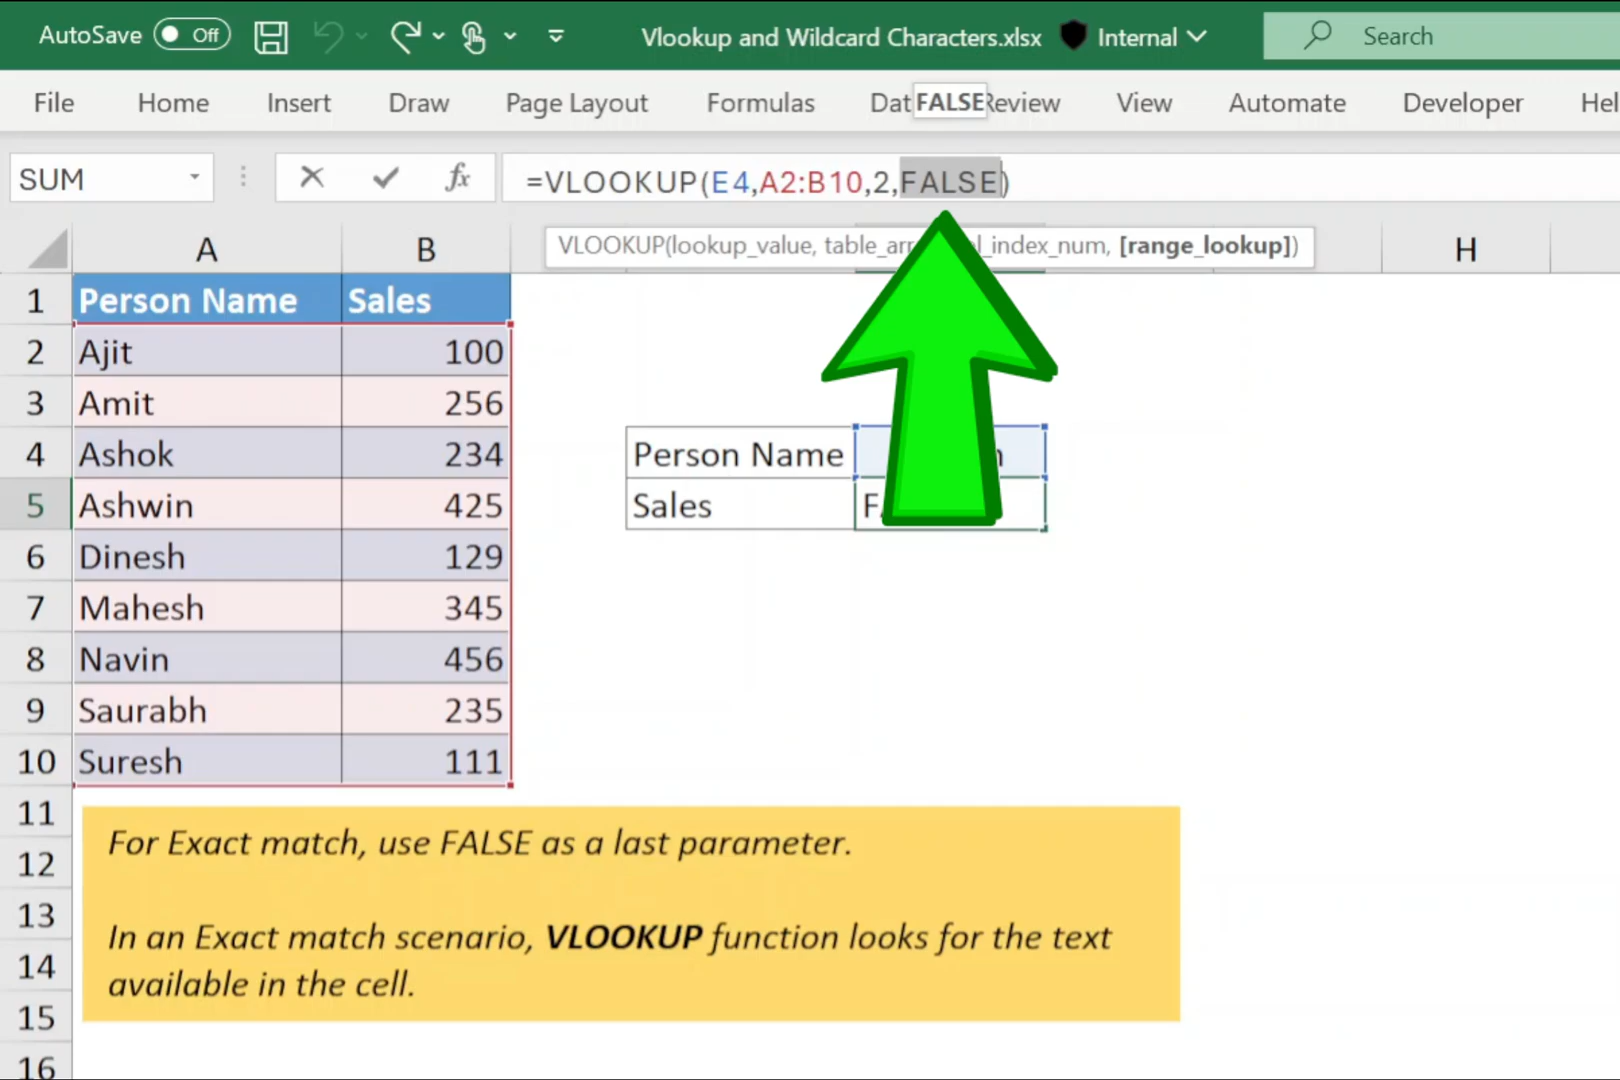 AutoSave Off Vlookup and Wildcard Characters.xlsx Internal Search
File Home Insert Draw Page Layout Formulas Dat FALSE Review View Automate Developer Hel
SUM fx =VLOOKUP(E4,A2:B10,2,FALSE)
VLOOKUP(lookup_value, table_arr l_index_num, [range_lookup])
A B H
1 Person Name Sales
2 Ajit 100
3 Amit 256
4 Ashok 234 Person Name
5 Ashwin 425 Sales
6 Dinesh 129
7 Mahesh 345
8 Navin 456
9 Saurabh 235
10 Suresh 111
11
For Exact match, use FALSE as a last parameter.
12
13
In an Exact match scenario, VLOOKUP function looks for the text
14
available in the cell.
15
16